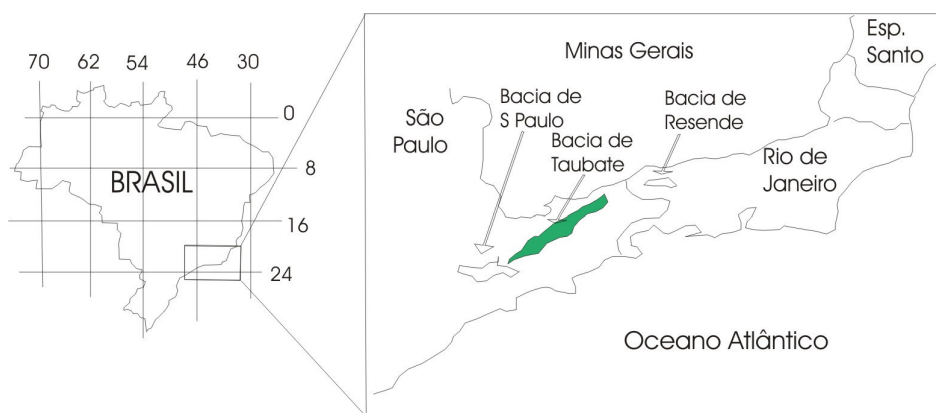 70 62 54 46 30
0
8
16
24
BRASIL
Minas Gerais
Esp.
Santo
São
Paulo
Bacia de
S Paulo
Bacia de
Taubate
Bacia de
Resende
Rio de
Janeiro
Oceano Atlântico